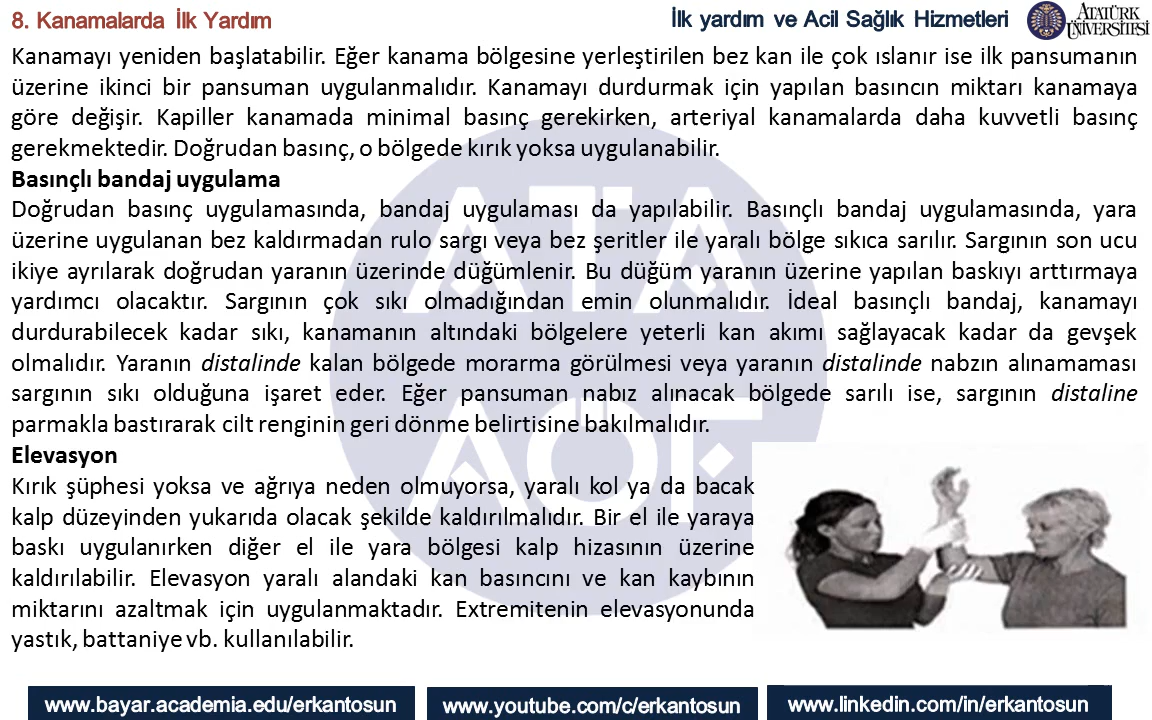 8. Kanamalarda İlk Yardım
İlk yardım ve Acil Sağlık Hizmetleri
ATATÜRK
ÜNİVERSİTESİ
Kanamayı yeniden başlatabilir. Eğer kanama bölgesine yerleştirilen bez kan ile çok ıslanır ise ilk pansumanın
üzerine ikinci bir pansuman uygulanmalıdır. Kanamayı durdurmak için yapılan basıncın miktarı kanamaya
göre değişir. Kapiller kanamada minimal basınç gerekirken, arteriyal kanamalarda daha kuvvetli basınç
gerekmektedir. Doğrudan basınç, o bölgede kırık yoksa uygulanabilir.
Basınçlı bandaj uygulama
Doğrudan basınç uygulamasında, bandaj uygulaması da yapılabilir. Basınçlı bandaj uygulamasında, yara
üzerine uygulanan bez kaldırmadan rulo sargı veya bez şeritler ile yaralı bölge sıkıca sarılır. Sargının son ucu
ikiye ayrılarak doğrudan yaranın üzerinde düğümlenir. Bu düğüm yaranın üzerine yapılan baskıyı arttırmaya
yardımcı olacaktır. Sargının çok sıkı olmadığından emin olunmalıdır. İdeal basınçlı bandaj, kanamayı
durdurabilecek kadar sıkı, kanamanın altındaki bölgelere yeterli kan akımı sağlayacak kadar da gevşek
olmalıdır. Yaranın distalinde kalan bölgede morarma görülmesi veya yaranın distalinde nabzın alınamaması
sargının sıkı olduğuna işaret eder. Eğer pansuman nabız alınacak bölgede sarılı ise, sargının distaline
parmakla bastırarak cilt renginin geri dönme belirtisine bakılmalıdır.
Elevasyon
Kırık şüphesi yoksa ve ağrıya neden olmuyorsa, yaralı kol ya da bacak
kalp düzeyinden yukarıda olacak şekilde kaldırılmalıdır. Bir el ile yaraya
baskı uygulanırken diğer el ile yara bölgesi kalp hizasının üzerine
kaldırılabilir. Elevasyon yaralı alandaki kan basıncını ve kan kaybının
miktarını azaltmak için uygulanmaktadır. Extremitenin elevasyonunda
yastık, battaniye vb. kullanılabilir.
ATA
AÖF
www.bayar.academia.edu/erkantosun
www.youtube.com/c/erkantosun
www.linkedin.com/in/erkantosun